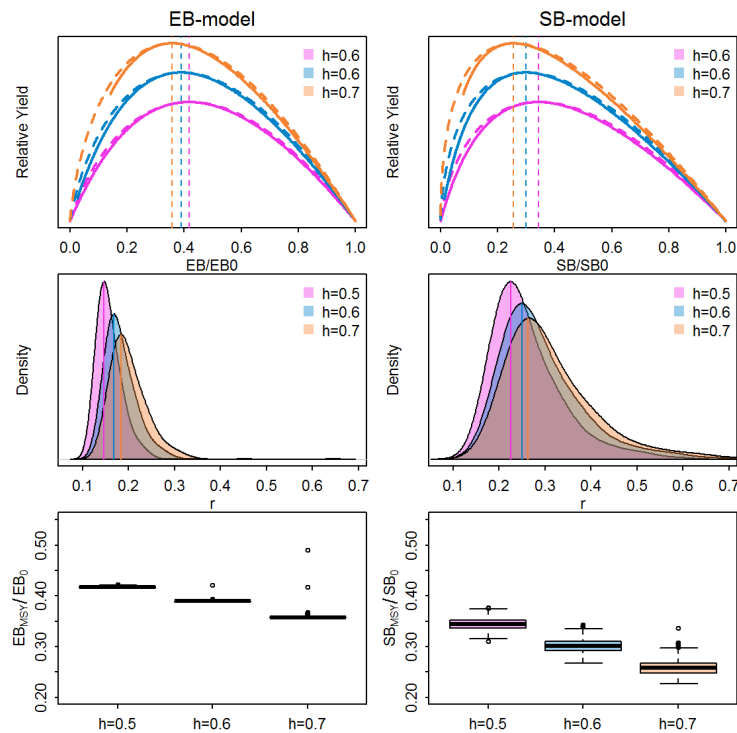 EB-model
SB-model
Relative Yield
h=0.6
h=0.6
h=0.7
0.0 0.2 0.4 0.6 0.8 1.0
EB/EB0
Relative Yield
h=0.6
h=0.6
h=0.7
0.0 0.2 0.4 0.6 0.8 1.0
SB/SB0
Density
h=0.5
h=0.6
h=0.7
0.1 0.2 0.3 0.4 0.5 0.6 0.7
r
Density
h=0.5
h=0.6
h=0.7
0.1 0.2 0.3 0.4 0.5 0.6 0.7
r
EBMSY/ EB0
0.50
0.40
0.30
0.20
h=0.5 h=0.6 h=0.7
SBMSY/ SB0
0.50
0.40
0.30
0.20
h=0.5 h=0.6 h=0.7